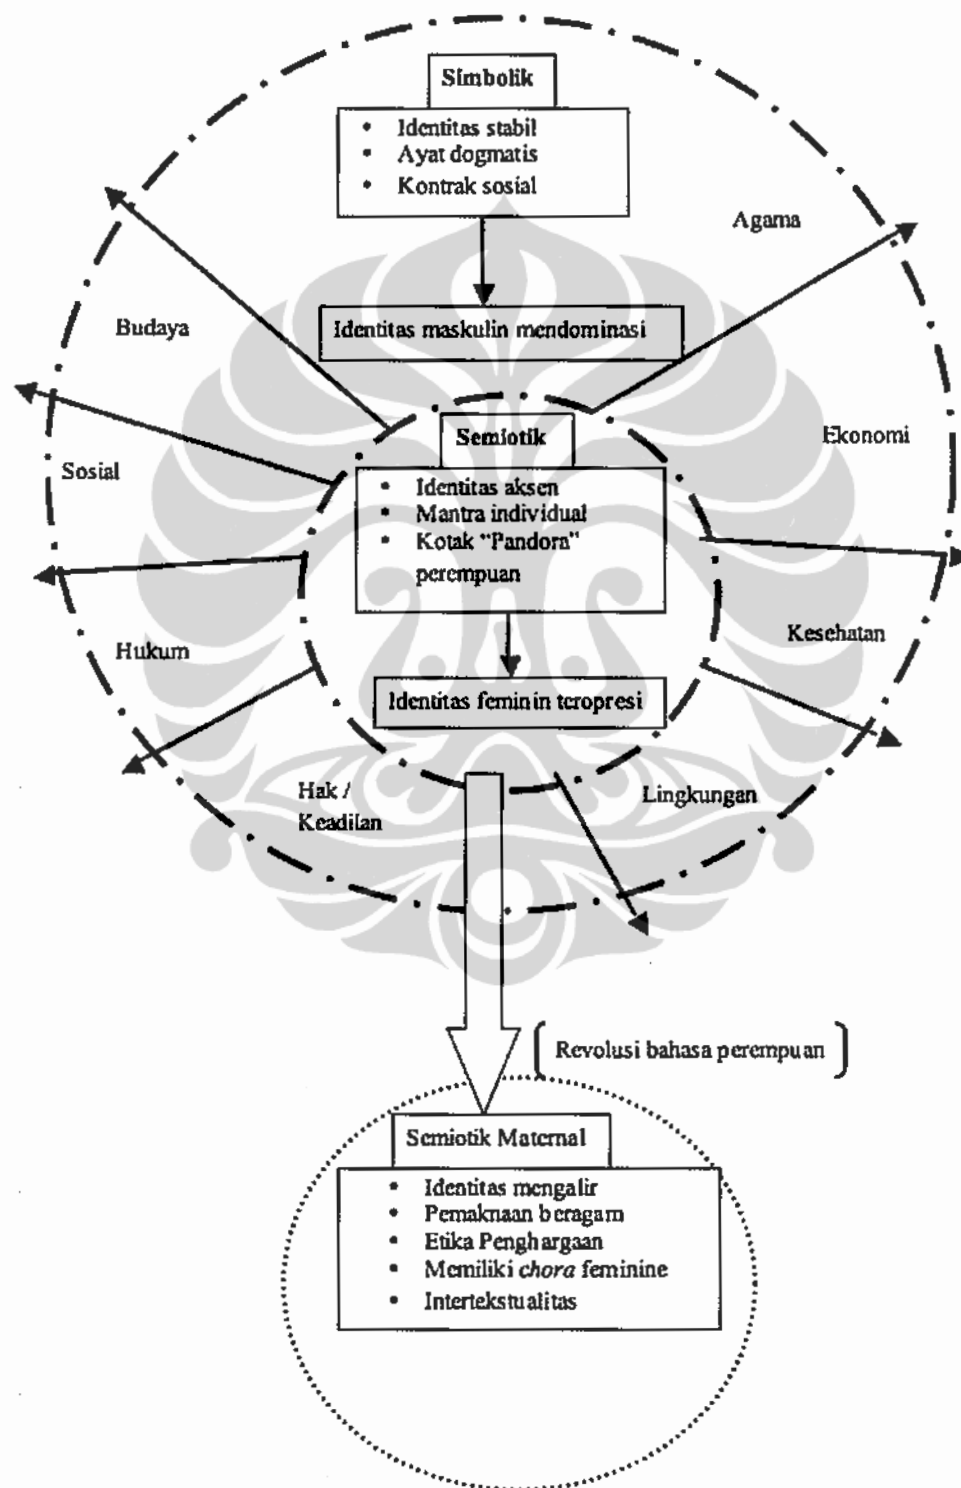 Simbolik
• Identitas stabil
• Ayat dogmatis
• Kontrak sosial
Agama
Budaya
Identitas maskulin mendominasi
Semiotik
Ekonomi
Sosial
• Identitas aksen
• Mantra individual
• Kotak “Pandora”
perempuan
Hukum
Kesehatan
Identitas feminin teropresi
Hak /
Keadilan
Lingkungan
Revolusi bahasa perempuan
Semiotik Maternal
• Identitas mengalir
• Pemaknaan beragam
• Etika Penghargaan
• Memiliki chora feminine
• Intertekstualitas